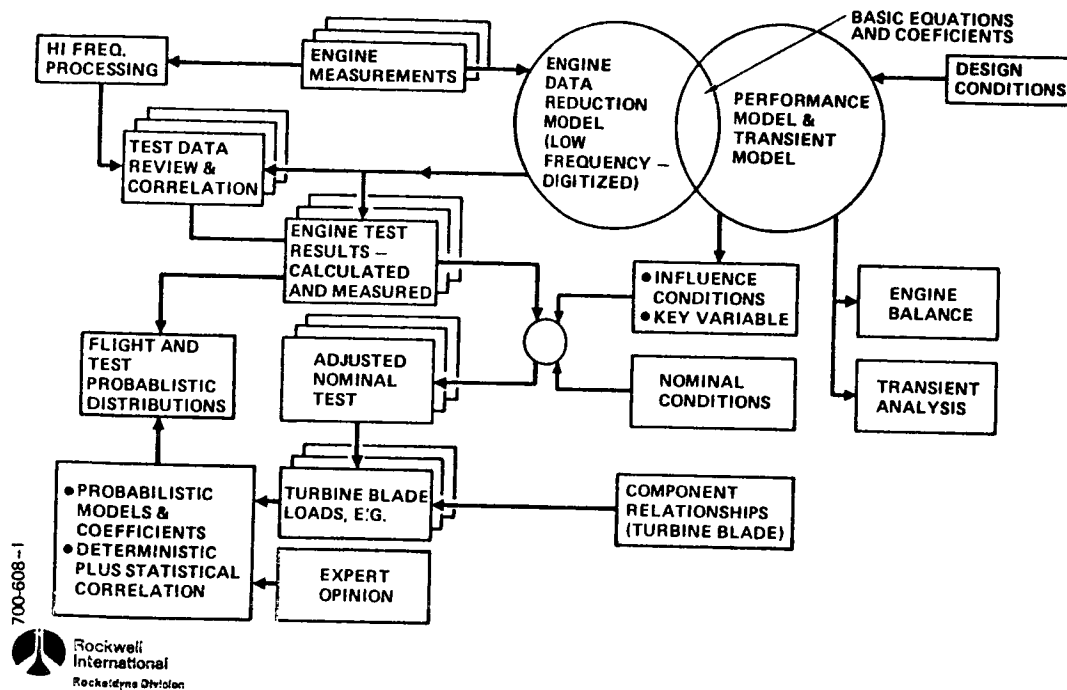 BASIC EQUATIONS
AND COEFICIENTS
HI FREQ.
PROCESSING
ENGINE
MEASUREMENTS
ENGINE
DATA
REDUCTION
MODEL
(LOW
FREQUENCY –
DIGITIZED)
PERFORMANCE
MODEL &
TRANSIENT
MODEL
DESIGN
CONDITIONS
TEST DATA
REVIEW &
CORRELATION
ENGINE TEST
RESULTS –
CALCULATED
AND MEASURED
● INFLUENCE
CONDITIONS
● KEY VARIABLE
ENGINE
BALANCE
FLIGHT AND
TEST
PROBABLISTIC
DISTRIBUTIONS
ADJUSTED
NOMINAL
TEST
NOMINAL
CONDITIONS
TRANSIENT
ANALYSIS
● PROBABILISTIC
MODELS &
COEFFICIENTS
● DETERMINISTIC
PLUS STATISTICAL
CORRELATION
TURBINE BLADE
LOADS, E.G.
COMPONENT
RELATIONSHIPS
(TURBINE BLADE)
EXPERT
OPINION
700-608-1
Rockwell
International
Rocketdyne Division